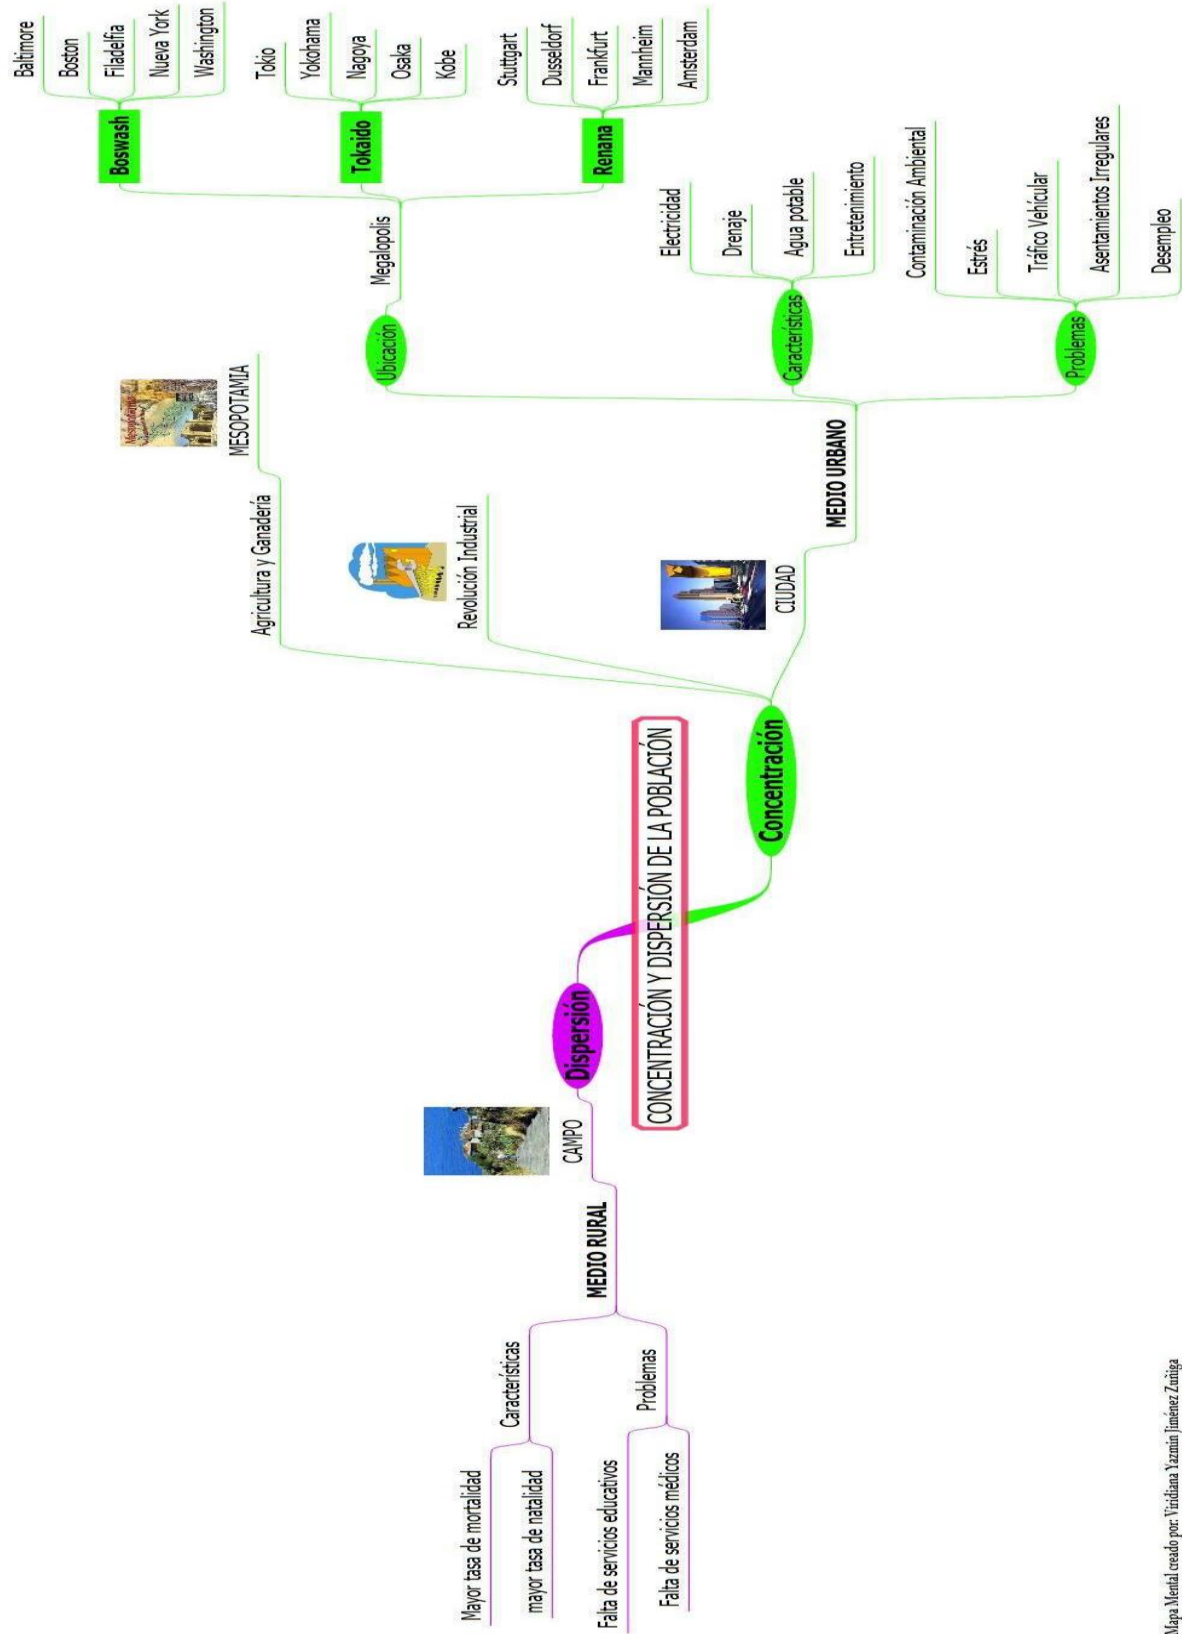 CONCENTRACIÓN Y DISPERSIÓN DE LA POBLACIÓN
Dispersión
CAMPO
MEDIO RURAL
Características
Mayor tasa de mortalidad
mayor tasa de natalidad
Problemas
Falta de servicios educativos
Falta de servicios médicos
Concentración
Agricultura y Ganadería
MESOPOTAMIA
Mesopotamia
Revolución Industrial
CIUDAD
MEDIO URBANO
Ubicación
Megalopolis
Boswash
Baltimore
Boston
Filadelfia
Nueva York
Washington
Tokaido
Tokio
Yokohama
Nagoya
Osaka
Kobe
Renana
Stuttgart
Dusseldorf
Frankfurt
Mannheim
Amsterdam
Características
Electricidad
Drenaje
Agua potable
Entretenimiento
Problemas
Contaminación Ambiental
Estrés
Tráfico Vehícular
Asentamientos Irregulares
Desempleo
Mapa Mental creado por: Viridiana Yazmin Jiménez Zuñiga